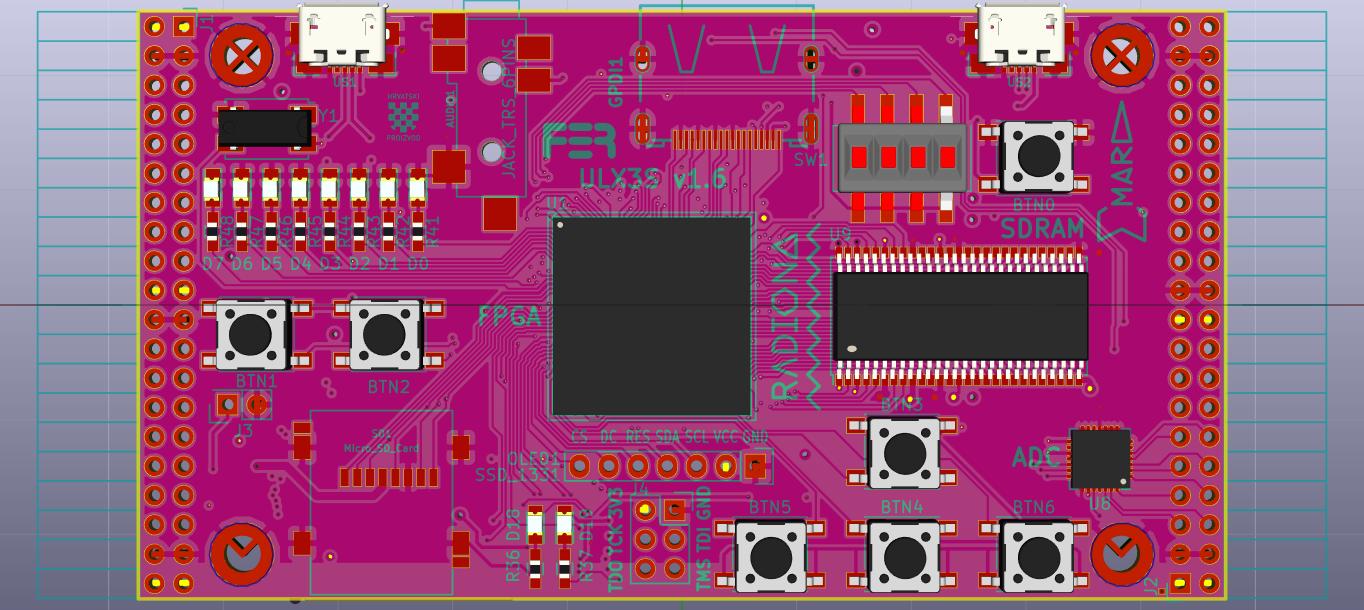 J1
US1
US2
Y1
HRVATSKI
PROIZVOD
AUDIO1
JACK_TRS_6PINS
GPDI1
FER
SW1
ULX3S v1.6
BTN0
MAR
SDRAM
R48 R47 R46 R45 R44 R43 R42 R41
D7 D6 D5 D4 D3 D2 D1 D0
U9
FPGA
RADIONA
BTN1
BTN2
J3
SD1
Micro_SD_Card
BTN3
CS DC RES SDA SCL VCC GND
OLED1
SSD_1331
ADC
U8
J4
D18
D19
R36
R37
TDO TCK 3V3
TMS TDI GND
BTN5
BTN4
BTN6
J2